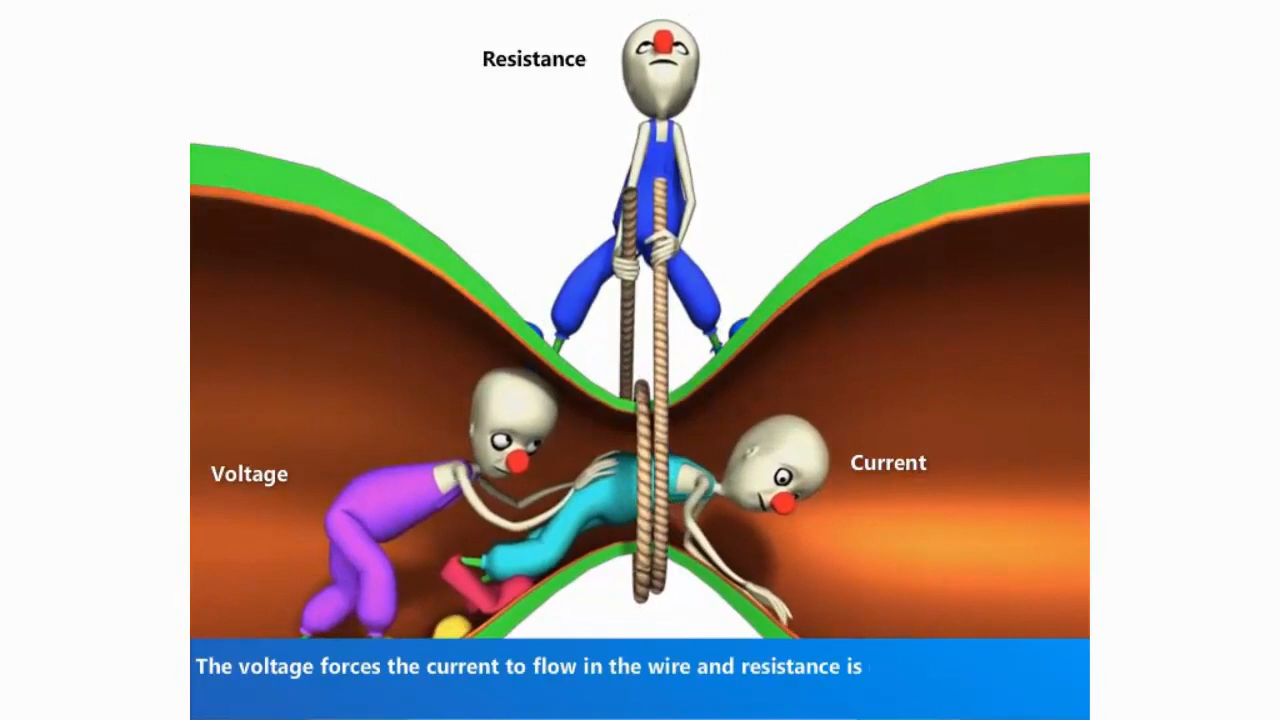 Resistance
Voltage
Current
The voltage forces the current to flow in the wire and resistance is